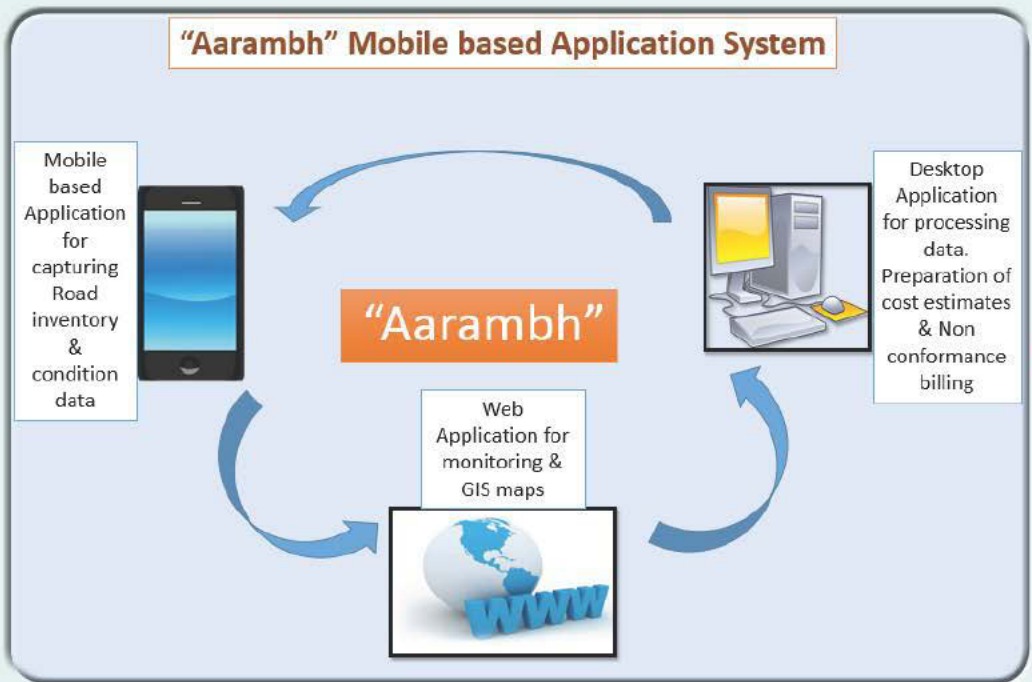 “Aarambh” Mobile based Application System
Mobile
based
Application
for
capturing
Road
inventory
&
condition
data
“Aarambh”
Web
Application for
monitoring &
GIS maps
www
Desktop
Application
for processing
data.
Preparation of
cost estimates
& Non
conformance
billing